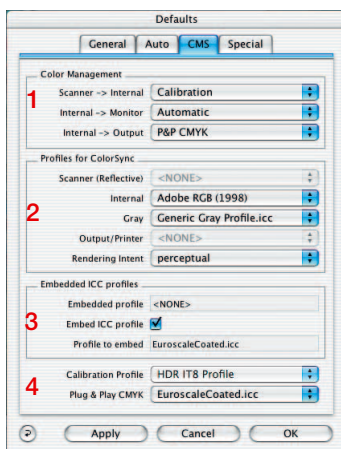 Defaults
General Auto CMS Special
Color Management
1
Scanner -> Internal Calibration
Internal -> Monitor Automatic
Internal -> Output P&P CMYK
Profiles for ColorSync
2
Scanner (Reflective) <NONE>
Internal Adobe RGB (1998)
Gray Generic Gray Profile.icc
Output/Printer <NONE>
Rendering Intent perceptual
Embedded ICC profiles
3
Embedded profile <NONE>
Embed ICC profile
Profile to embed EuroscaleCoated.icc
4
Calibration Profile HDR IT8 Profile
Plug & Play CMYK EuroscaleCoated.icc
Apply Cancel OK